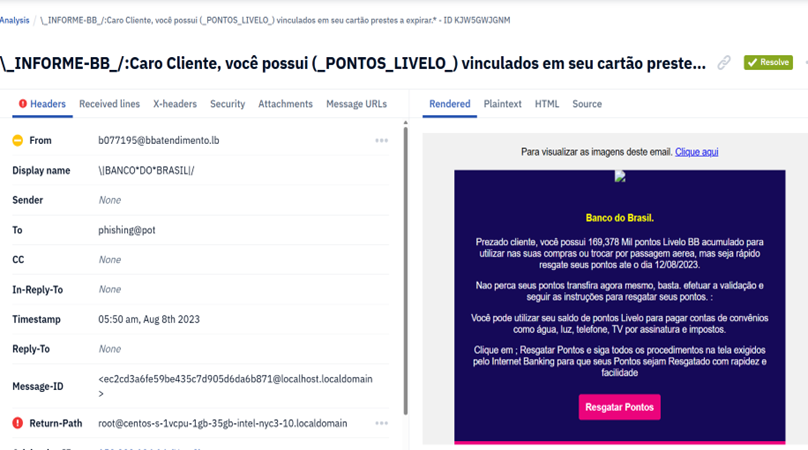 Analysis / \_INFORME-BB_/:Caro Cliente, você possui (_PONTOS_LIVELO_) vinculados em seu cartão prestes a expirar.* - ID KJW5GWJGNM
\_INFORME-BB_/:Caro Cliente, você possui (_PONTOS_LIVELO_) vinculados em seu cartão preste...
Resolve
Headers Received lines X-headers Security Attachments Message URLs
From b077195@bbatendimento.lb
Display name \|BANCO*DO*BRASIL|/
Sender None
To phishing@pot
CC None
In-Reply-To None
Timestamp 05:50 am, Aug 8th 2023
Reply-To None
Message-ID <ec2cd3a6fe59be435c7d905d6da6b871@localhost.localdomain
>
Return-Path root@centos-s-1vcpu-1gb-35gb-intel-nyc3-10.localdomain
Rendered Plaintext HTML Source
Para visualizar as imagens deste email. Clique aqui
Banco do Brasil.
Prezado cliente, você possui 169,378 Mil pontos Livelo BB acumulado para
utilizar nas suas compras ou trocar por passagem aerea, mas seja rápido
resgate seus pontos ate o dia 12/08/2023.
Nao perca seus pontos transfira agora mesmo, basta. efetuar a validação e
seguir as instruções para resgatar seus pontos. :
Você pode utilizar seu saldo de pontos Livelo para pagar contas de convênios
como água, luz, telefone, TV por assinatura e impostos.
Clique em ; Resgatar Pontos e siga todos os procedimentos na tela exigidos
pelo Internet Banking para que seus Pontos sejam Resgatado com rapidez e
facilidade
Resgatar Pontos